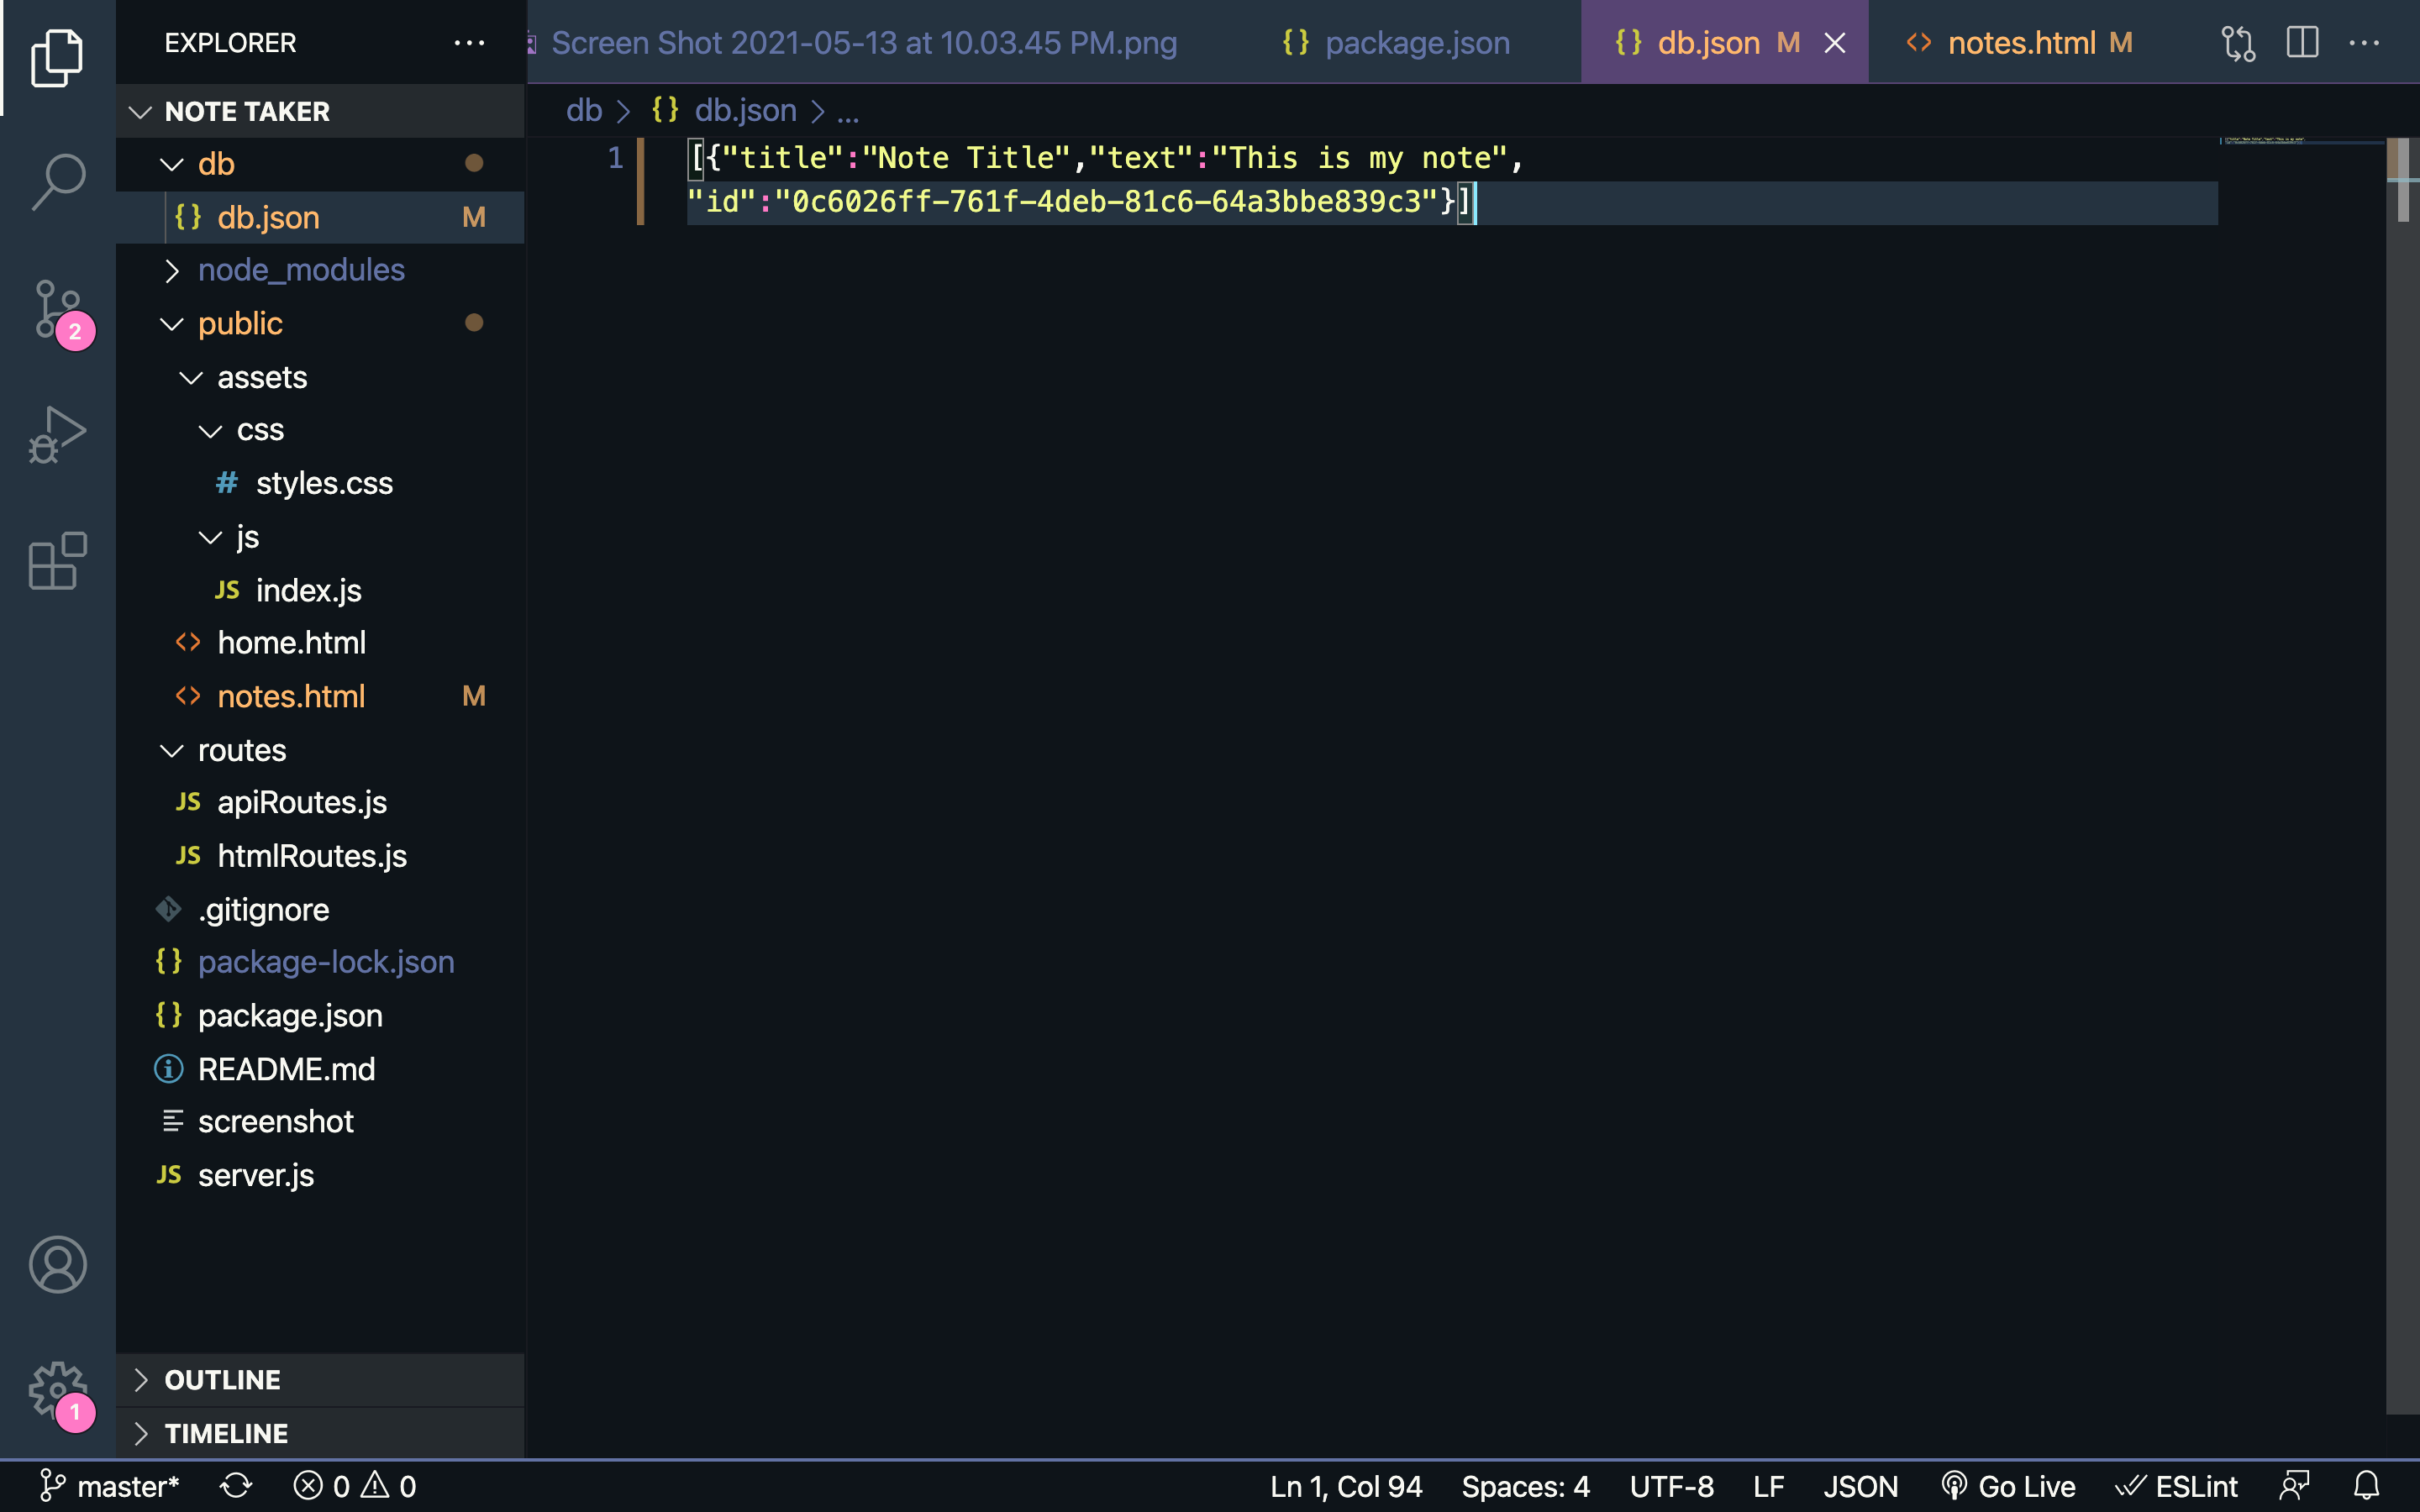 EXPLORER
Screen Shot 2021-05-13 at 10.03.45 PM.png
{} package.json
{} db.json M
<> notes.html M
NOTE TAKER
db > {} db.json > ...
db
{} db.json M
node_modules
public
assets
css
# styles.css
js
JS index.js
<> home.html
<> notes.html M
routes
JS apiRoutes.js
JS htmlRoutes.js
.gitignore
{} package-lock.json
{} package.json
README.md
screenshot
JS server.js
OUTLINE
TIMELINE
2
1
1 [{"title":"Note Title","text":"This is my note",
"id":"0c6026ff-761f-4deb-81c6-64a3bbe839c3"}]
master* 0 0 Ln 1, Col 94 Spaces: 4 UTF-8 LF JSON Go Live ESLint